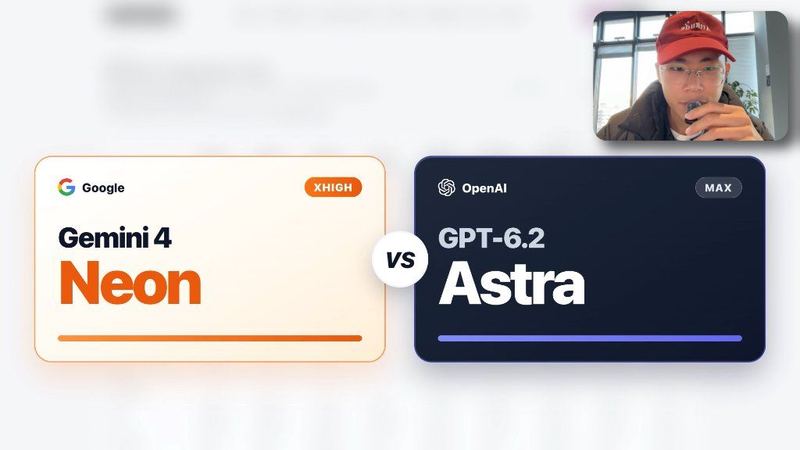 Google
XHIGH
Gemini 4
Neon
VS
OpenAI
MAX
GPT-6.2
Astra